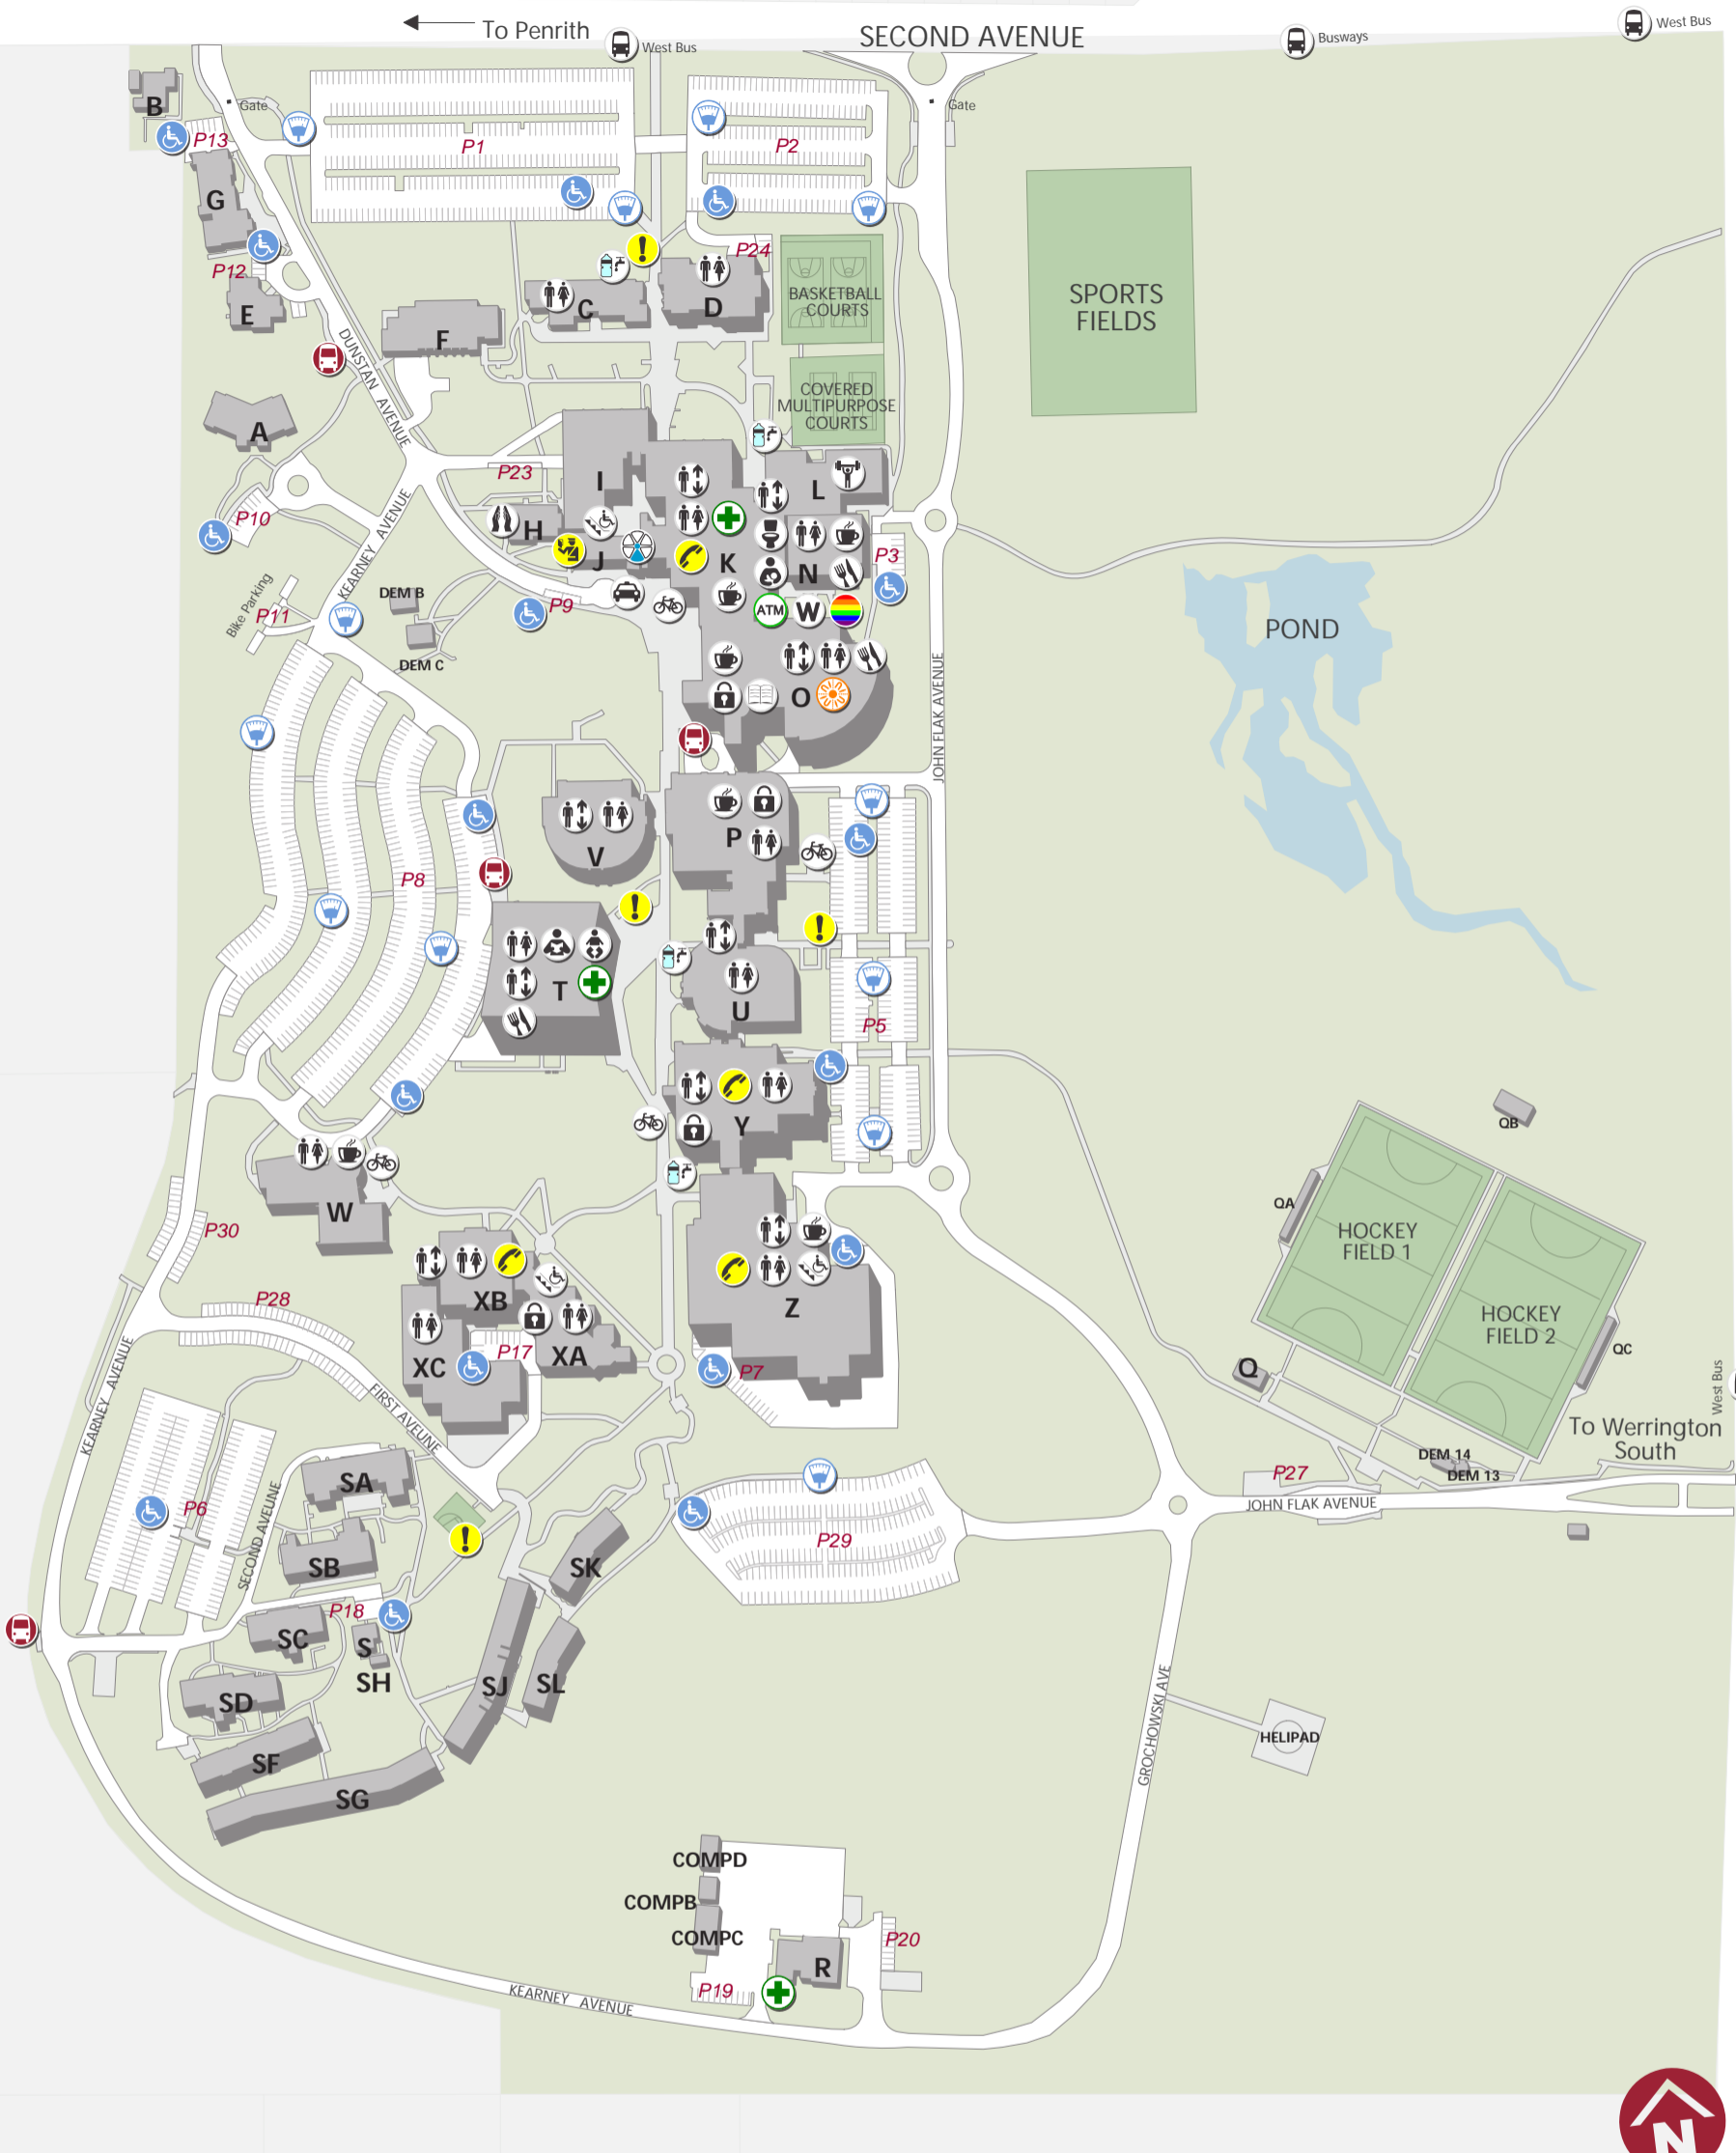 To Penrith
West Bus
SECOND AVENUE
Busways
West Bus
B
Gate
Gate
P13
P1
P2
G
P24
P12
E
C
D
BASKETBALL
COURTS
SPORTS
FIELDS
F
DUNSTAN AVENUE
COVERED
MULTIPURPOSE
COURTS
A
P23
I
L
P10
H
J
K
N
P3
KEARNEY AVENUE
Bike Parking
P11
DEM B
P9
ATM
W
DEM C
POND
O
JOHN FLAK AVENUE
P
V
P8
T
U
P5
Y
QB
W
QA
HOCKEY
FIELD 1
P30
XB
Z
P28
HOCKEY
FIELD 2
QC
XC
P17
XA
P7
Q
KEARNEY AVENUE
FIRST AVEUNE
West Bus
To Werrington
South
SA
DEM 14
DEM 13
P27
JOHN FLAK AVENUE
P6
SECOND AVEUNE
P29
SB
SK
P18
SC
S
SH
SJ
SL
SD
GROCHOWSKI AVE
HELIPAD
SF
SG
COMPD
COMPB
COMPC
R
P20
P19
KEARNEY AVENUE
N